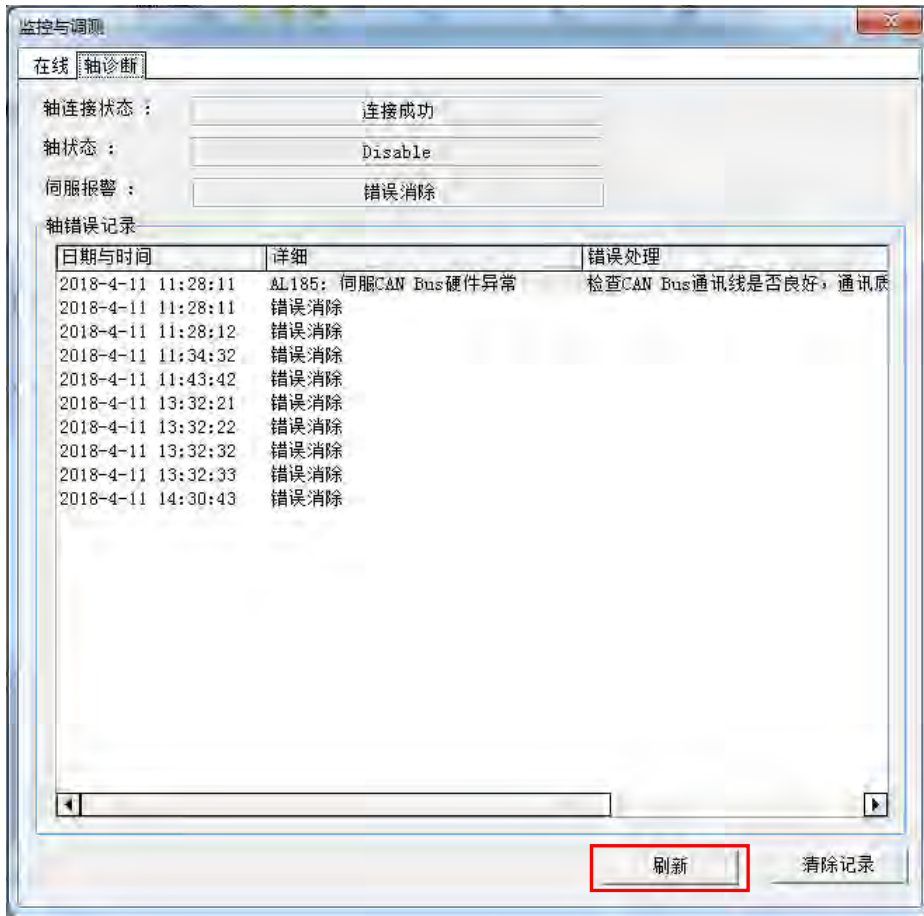 监控与调测
在线 轴诊断
轴连接状态 : 连接成功
轴状态 : Disable
伺服报警 : 错误消除
轴错误记录
日期与时间 详细 错误处理
2018-4-11 11:28:11 AL185: 伺服CAN Bus硬件异常 检查CAN Bus通讯线是否良好，通讯质
2018-4-11 11:28:11 错误消除
2018-4-11 11:28:12 错误消除
2018-4-11 11:34:32 错误消除
2018-4-11 11:43:42 错误消除
2018-4-11 13:32:21 错误消除
2018-4-11 13:32:22 错误消除
2018-4-11 13:32:32 错误消除
2018-4-11 13:32:33 错误消除
2018-4-11 14:30:43 错误消除
刷新 清除记录